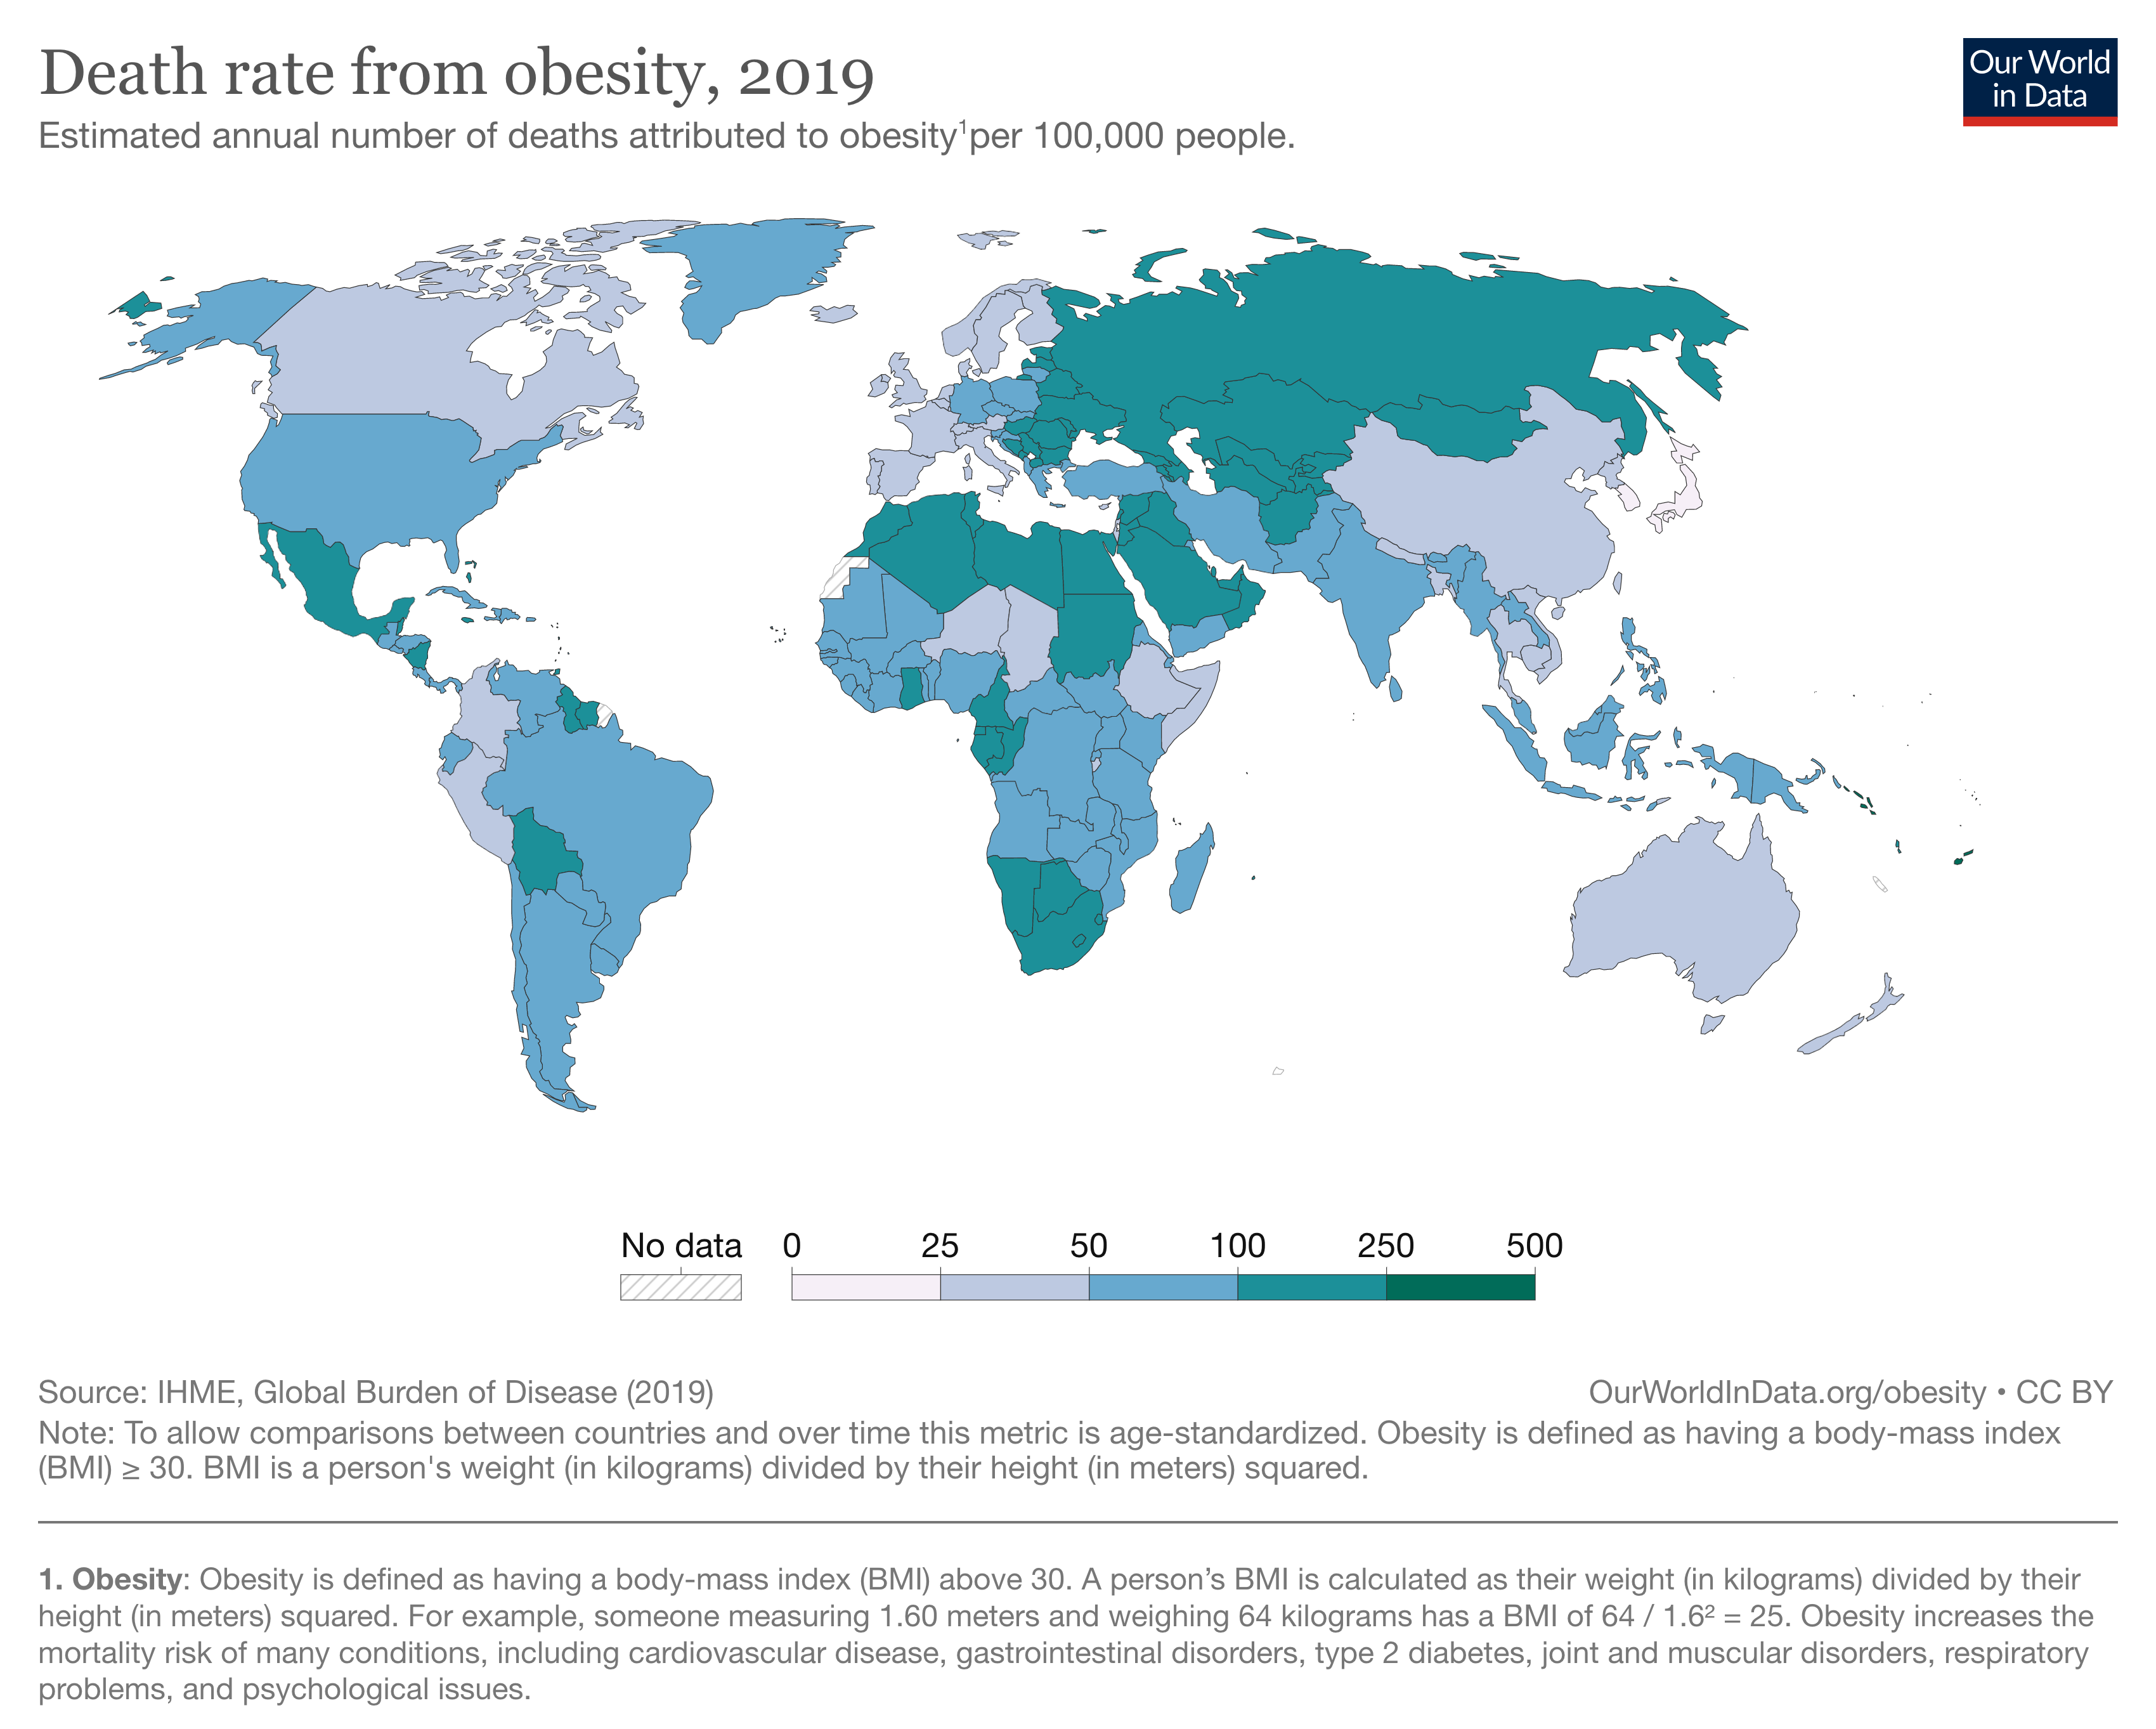 Death rate from obesity, 2019
Our World
in Data
Estimated annual number of deaths attributed to obesity¹per 100,000 people.
No data 0 25 50 100 250 500
Source: IHME, Global Burden of Disease (2019)
OurWorldInData.org/obesity • CC BY
Note: To allow comparisons between countries and over time this metric is age-standardized. Obesity is defined as having a body-mass index
(BMI) ≥ 30. BMI is a person's weight (in kilograms) divided by their height (in meters) squared.
1. Obesity: Obesity is defined as having a body-mass index (BMI) above 30. A person’s BMI is calculated as their weight (in kilograms) divided by their
height (in meters) squared. For example, someone measuring 1.60 meters and weighing 64 kilograms has a BMI of 64 / 1.6² = 25. Obesity increases the
mortality risk of many conditions, including cardiovascular disease, gastrointestinal disorders, type 2 diabetes, joint and muscular disorders, respiratory
problems, and psychological issues.